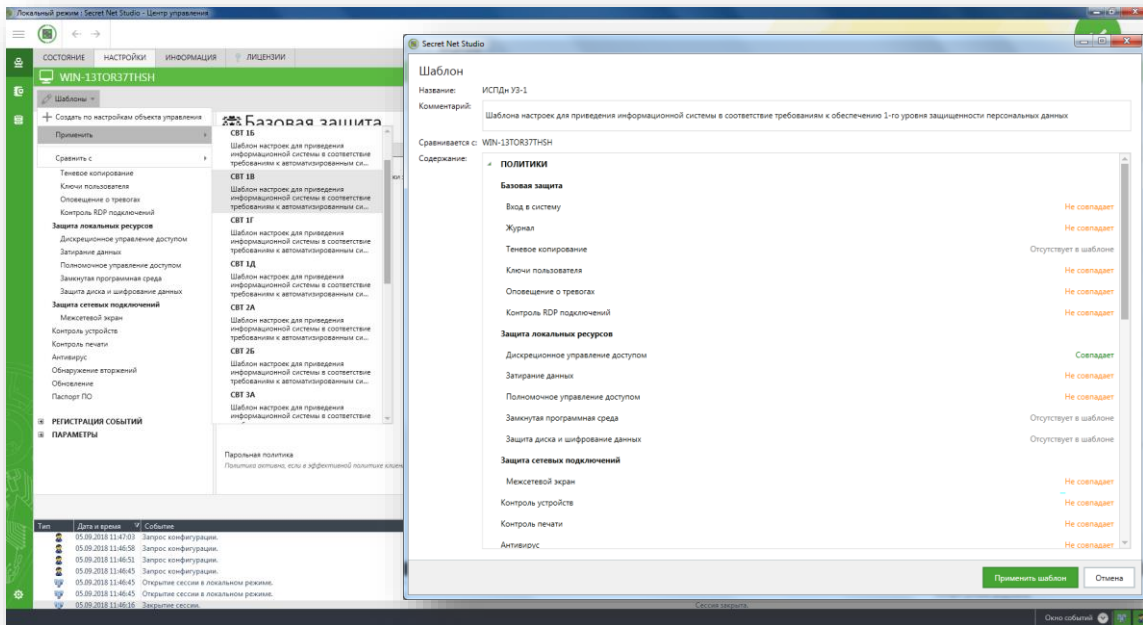 Локальный режим : Secret Net Studio - Центр управления
СОСТОЯНИЕ НАСТРОЙКИ ИНФОРМАЦИЯ ЛИЦЕНЗИИ
WIN-13TOR37THSH
Шаблоны
Создать по настройкам объекта управления
Применить
Сравнить с
Теневое копирование
Ключи пользователя
Оповещение о тревогах
Контроль RDP подключений
Защита локальных ресурсов
Дискреционное управление доступом
Затирание данных
Полномочное управление доступом
Замкнутая программная среда
Защита диска и шифрование данных
Защита сетевых подключений
Межсетевой экран
Контроль устройств
Контроль печати
Антивирус
Обнаружение вторжений
Обновление
Паспорт ПО
РЕГИСТРАЦИЯ СОБЫТИЙ
ПАРАМЕТРЫ
Базовая защита
СВТ 1Б
Шаблон настроек для приведения
информационной системы в соответствие
требованиям к автоматизированным си...
СВТ 1В
Шаблон настроек для приведения
информационной системы в соответствие
требованиям к автоматизированным си...
СВТ 1Г
Шаблон настроек для приведения
информационной системы в соответствие
требованиям к автоматизированным си...
СВТ 1Д
Шаблон настроек для приведения
информационной системы в соответствие
требованиям к автоматизированным си...
СВТ 2А
Шаблон настроек для приведения
информационной системы в соответствие
требованиям к автоматизированным си...
СВТ 2Б
Шаблон настроек для приведения
информационной системы в соответствие
требованиям к автоматизированным си...
СВТ 3А
Шаблон настроек для приведения
информационной системы в соответствие
Парольная политика
Политика активна, если в эффективной политике
Тип Дата и время Событие
05.09.2018 11:47:03 Запрос конфигурации.
05.09.2018 11:46:58 Запрос конфигурации.
05.09.2018 11:46:51 Запрос конфигурации.
05.09.2018 11:46:45 Запрос конфигурации.
05.09.2018 11:46:45 Открытие сессии в локальном режиме.
05.09.2018 11:46:45 Открытие сессии в локальном режиме.
05.09.2018 11:46:16 Закрытие сессии. Сессия закрыта.
Окно событий
Secret Net Studio
Шаблон
Название: ИСПДн УЗ-1
Комментарий: Шаблона настроек для приведения информационной системы в соответствие требованиям к обеспечению 1-го уровня защищенности персональных данных
Сравнивается с: WIN-13TOR37THSH
Содержание: ПОЛИТИКИ
Базовая защита
Вход в систему Не совпадает
Журнал Не совпадает
Теневое копирование Отсутствует в шаблоне
Ключи пользователя Не совпадает
Оповещение о тревогах Не совпадает
Контроль RDP подключений Не совпадает
Защита локальных ресурсов
Дискреционное управление доступом Совпадает
Затирание данных Не совпадает
Полномочное управление доступом Не совпадает
Замкнутая программная среда Отсутствует в шаблоне
Защита диска и шифрование данных Отсутствует в шаблоне
Защита сетевых подключений
Межсетевой экран Не совпадает
Контроль устройств Не совпадает
Контроль печати Не совпадает
Антивирус Не совпадает
Применить шаблон Отмена